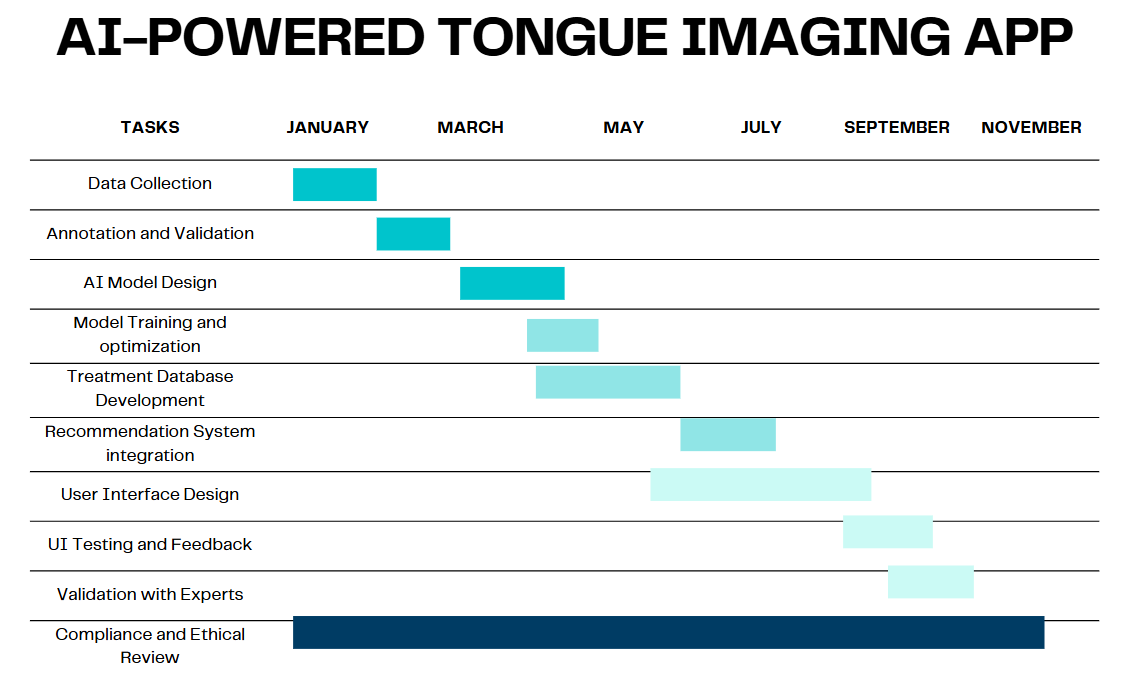 AI-POWERED TONGUE IMAGING APP
TASKS JANUARY MARCH MAY JULY SEPTEMBER NOVEMBER
Data Collection
Annotation and Validation
AI Model Design
Model Training and
optimization
Treatment Database
Development
Recommendation System
integration
User Interface Design
UI Testing and Feedback
Validation with Experts
Compliance and Ethical
Review